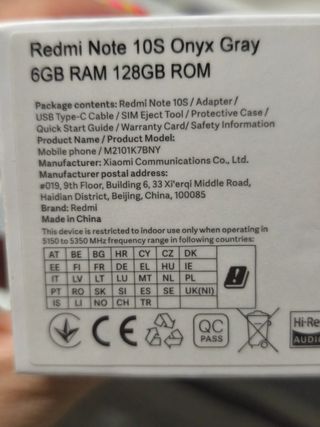 Redmi Note 10S Onyx Gray
6GB RAM 128GB ROM
Package contents: Redmi Note 10S / Adapter /
USB Type-C Cable / SIM Eject Tool / Protective Case /
Quick Start Guide / Warranty Card/ Safety Information
Product Name / Product Model:
Mobile phone / M2101K7BNY
Manufacturer: Xiaomi Communications Co., Ltd.
Manufacturer postal address:
#019, 9th Floor, Building 6, 33 Xi'erqi Middle Road,
Haidian District, Beijing, China, 100085
Brand: Redmi
Made in China
This device is restricted to indoor use only when operating in
5150 to 5350 MHz frequency range in following countries:
AT BE BG HR CY CZ DK
EE FI FR DE EL HU IE
IT LV LT LU MT NL PL
PT RO SK SI ES SE UK(NI)
IS LI NO CH TR
CE QC PASS Hi-Re
AUDIO